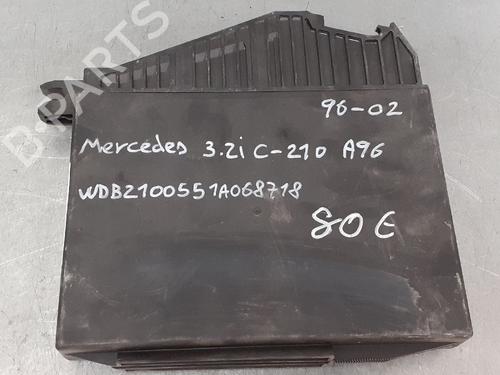 B-PARTS
96-02
Mercedes 3.2i C-210 A96
WDB2100551A068718
80€